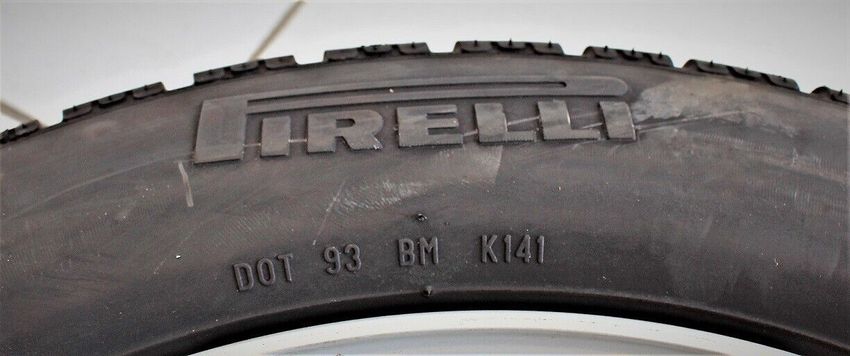 PIRELLI
DOT 93 BM K141